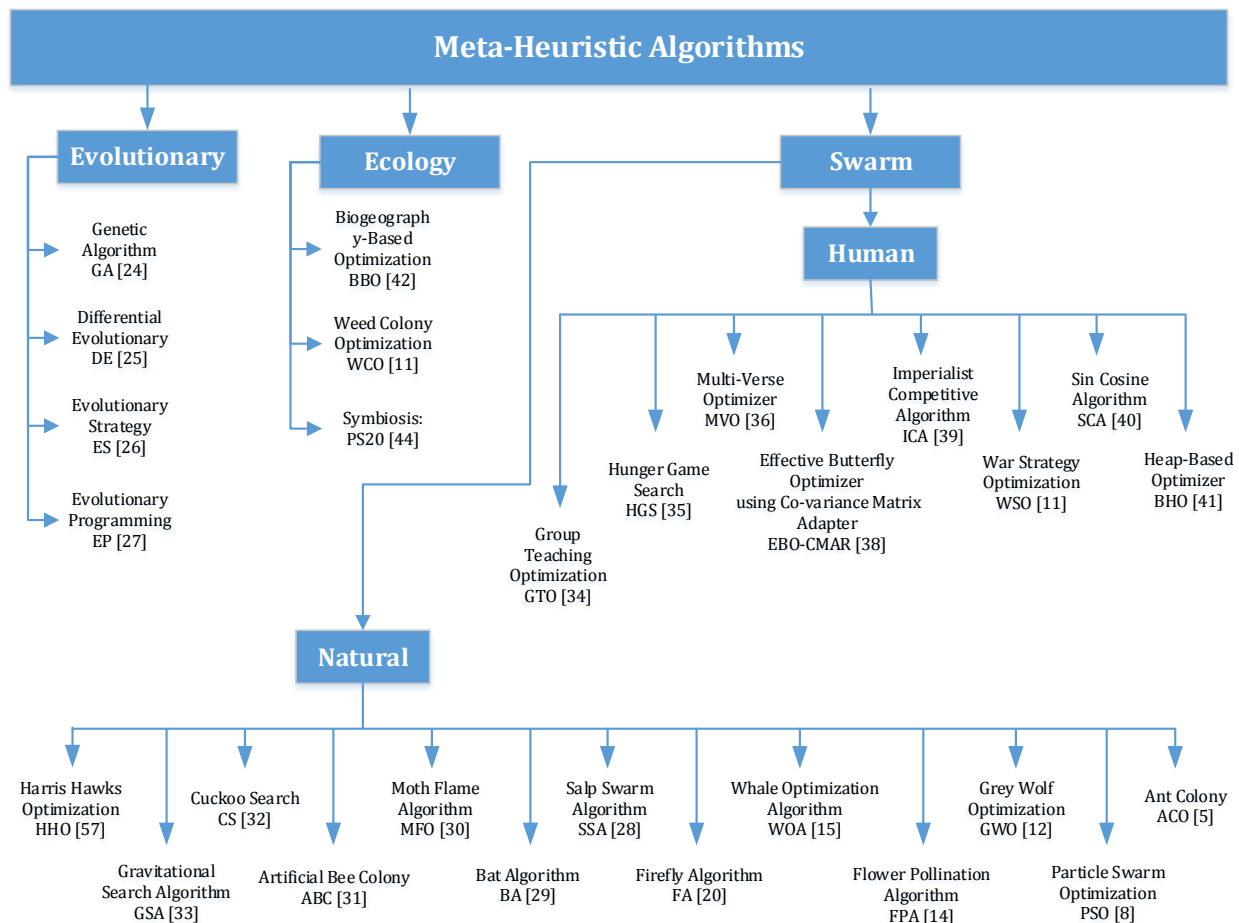 Meta-Heuristic Algorithms
Evolutionary
Ecology
Swarm
Human
Genetic
Algorithm
GA [24]
Differential
Evolutionary
DE [25]
Evolutionary
Strategy
ES [26]
Evolutionary
Programming
EP [27]
Biogeograph
y-Based
Optimization
BBO [42]
Weed Colony
Optimization
WCO [11]
Symbiosis:
PS20 [44]
Group
Teaching
Optimization
GTO [34]
Hunger Game
Search
HGS [35]
Multi-Verse
Optimizer
MVO [36]
Effective Butterfly
Optimizer
using Co-variance Matrix
Adapter
EBO-CMAR [38]
Imperialist
Competitive
Algorithm
ICA [39]
War Strategy
Optimization
WSO [11]
Sin Cosine
Algorithm
SCA [40]
Heap-Based
Optimizer
BHO [41]
Natural
Harris Hawks
Optimization
HHO [57]
Gravitational
Search Algorithm
GSA [33]
Cuckoo Search
CS [32]
Artificial Bee Colony
ABC [31]
Moth Flame
Algorithm
MFO [30]
Bat Algorithm
BA [29]
Salp Swarm
Algorithm
SSA [28]
Firefly Algorithm
FA [20]
Whale Optimization
Algorithm
WOA [15]
Flower Pollination
Algorithm
FPA [14]
Grey Wolf
Optimization
GWO [12]
Particle Swarm
Optimization
PSO [8]
Ant Colony
ACO [5]